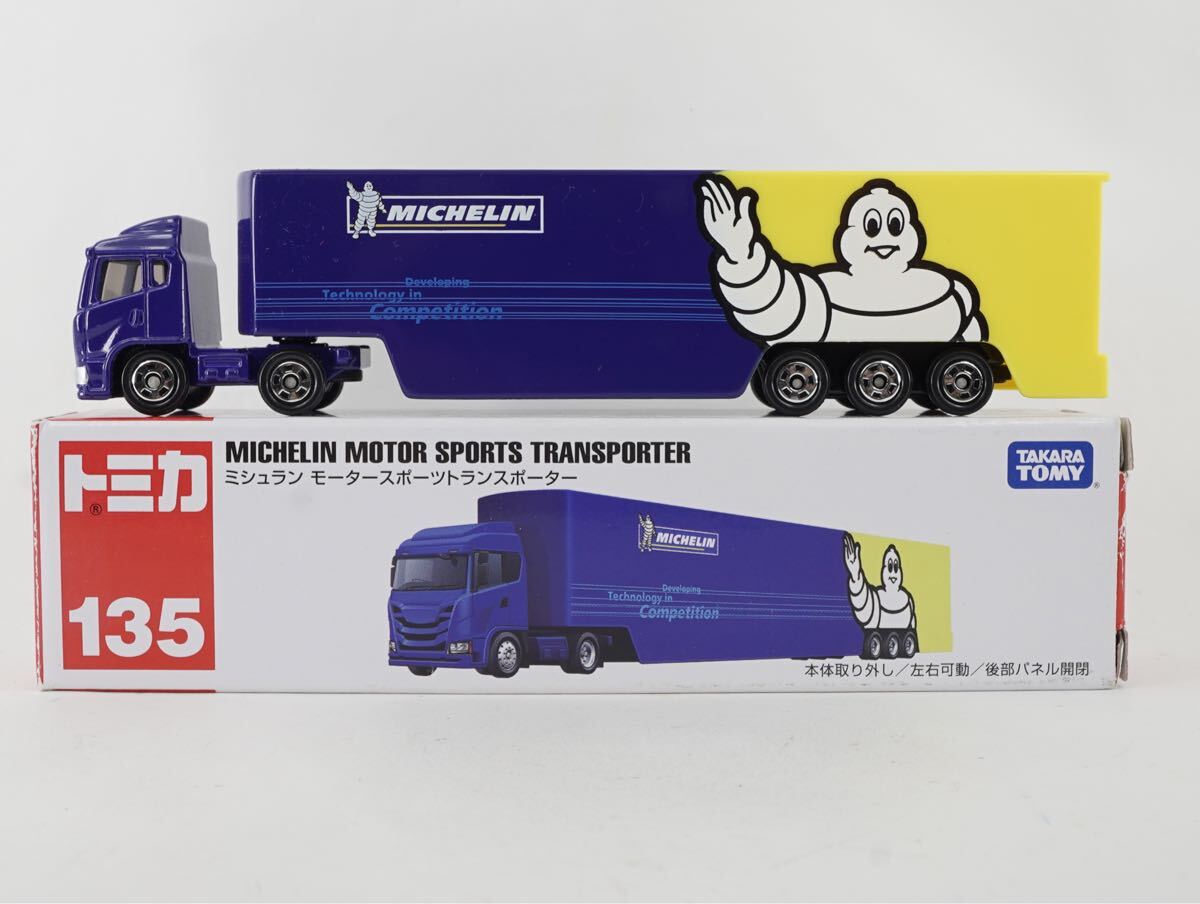 MICHELIN
Developing
Technology in
Competition
トミカ
®
135
MICHELIN MOTOR SPORTS TRANSPORTER
ミシュラン モータースポーツトランスポーター
TAKARA
TOMY
®
MICHELIN
Developing
Technology in
Competition
本体取り外し/左右可動/後部パネル開閉